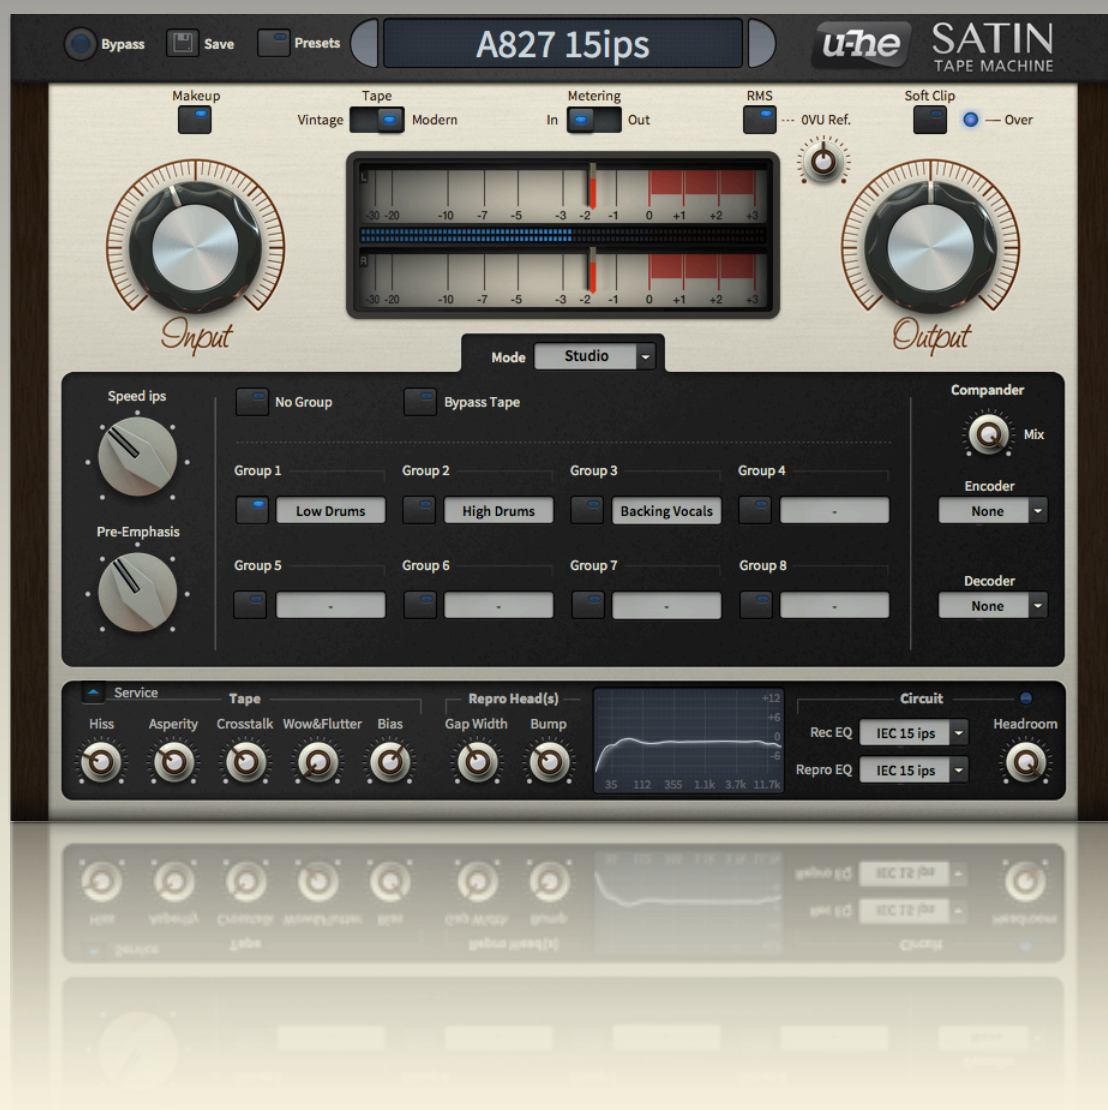 Bypass Save Presets A827 15ips u-he SATIN
TAPE MACHINE
Makeup Tape Metering RMS Soft Clip
Vintage Modern In Out 0VU Ref. Over
L
-30 -20 -10 -7 -5 -3 -2 -1 0 +1 +2 +3
R
-30 -20 -10 -7 -5 -3 -2 -1 0 +1 +2 +3
Input Output
Mode Studio
Speed ips No Group Bypass Tape Compander
Mix
Group 1 Group 2 Group 3 Group 4
Encoder
Low Drums High Drums Backing Vocals - None
Pre-Emphasis
Group 5 Group 6 Group 7 Group 8
Decoder
- - - - None
Service Tape Repro Head(s) +12 Circuit
Hiss Asperity Crosstalk Wow&Flutter Bias Gap Width Bump +6 Headroom
Rec EQ IEC 15 ips
0
-6
Repro EQ IEC 15 ips
35 112 355 1.1k 3.7k 11.7k